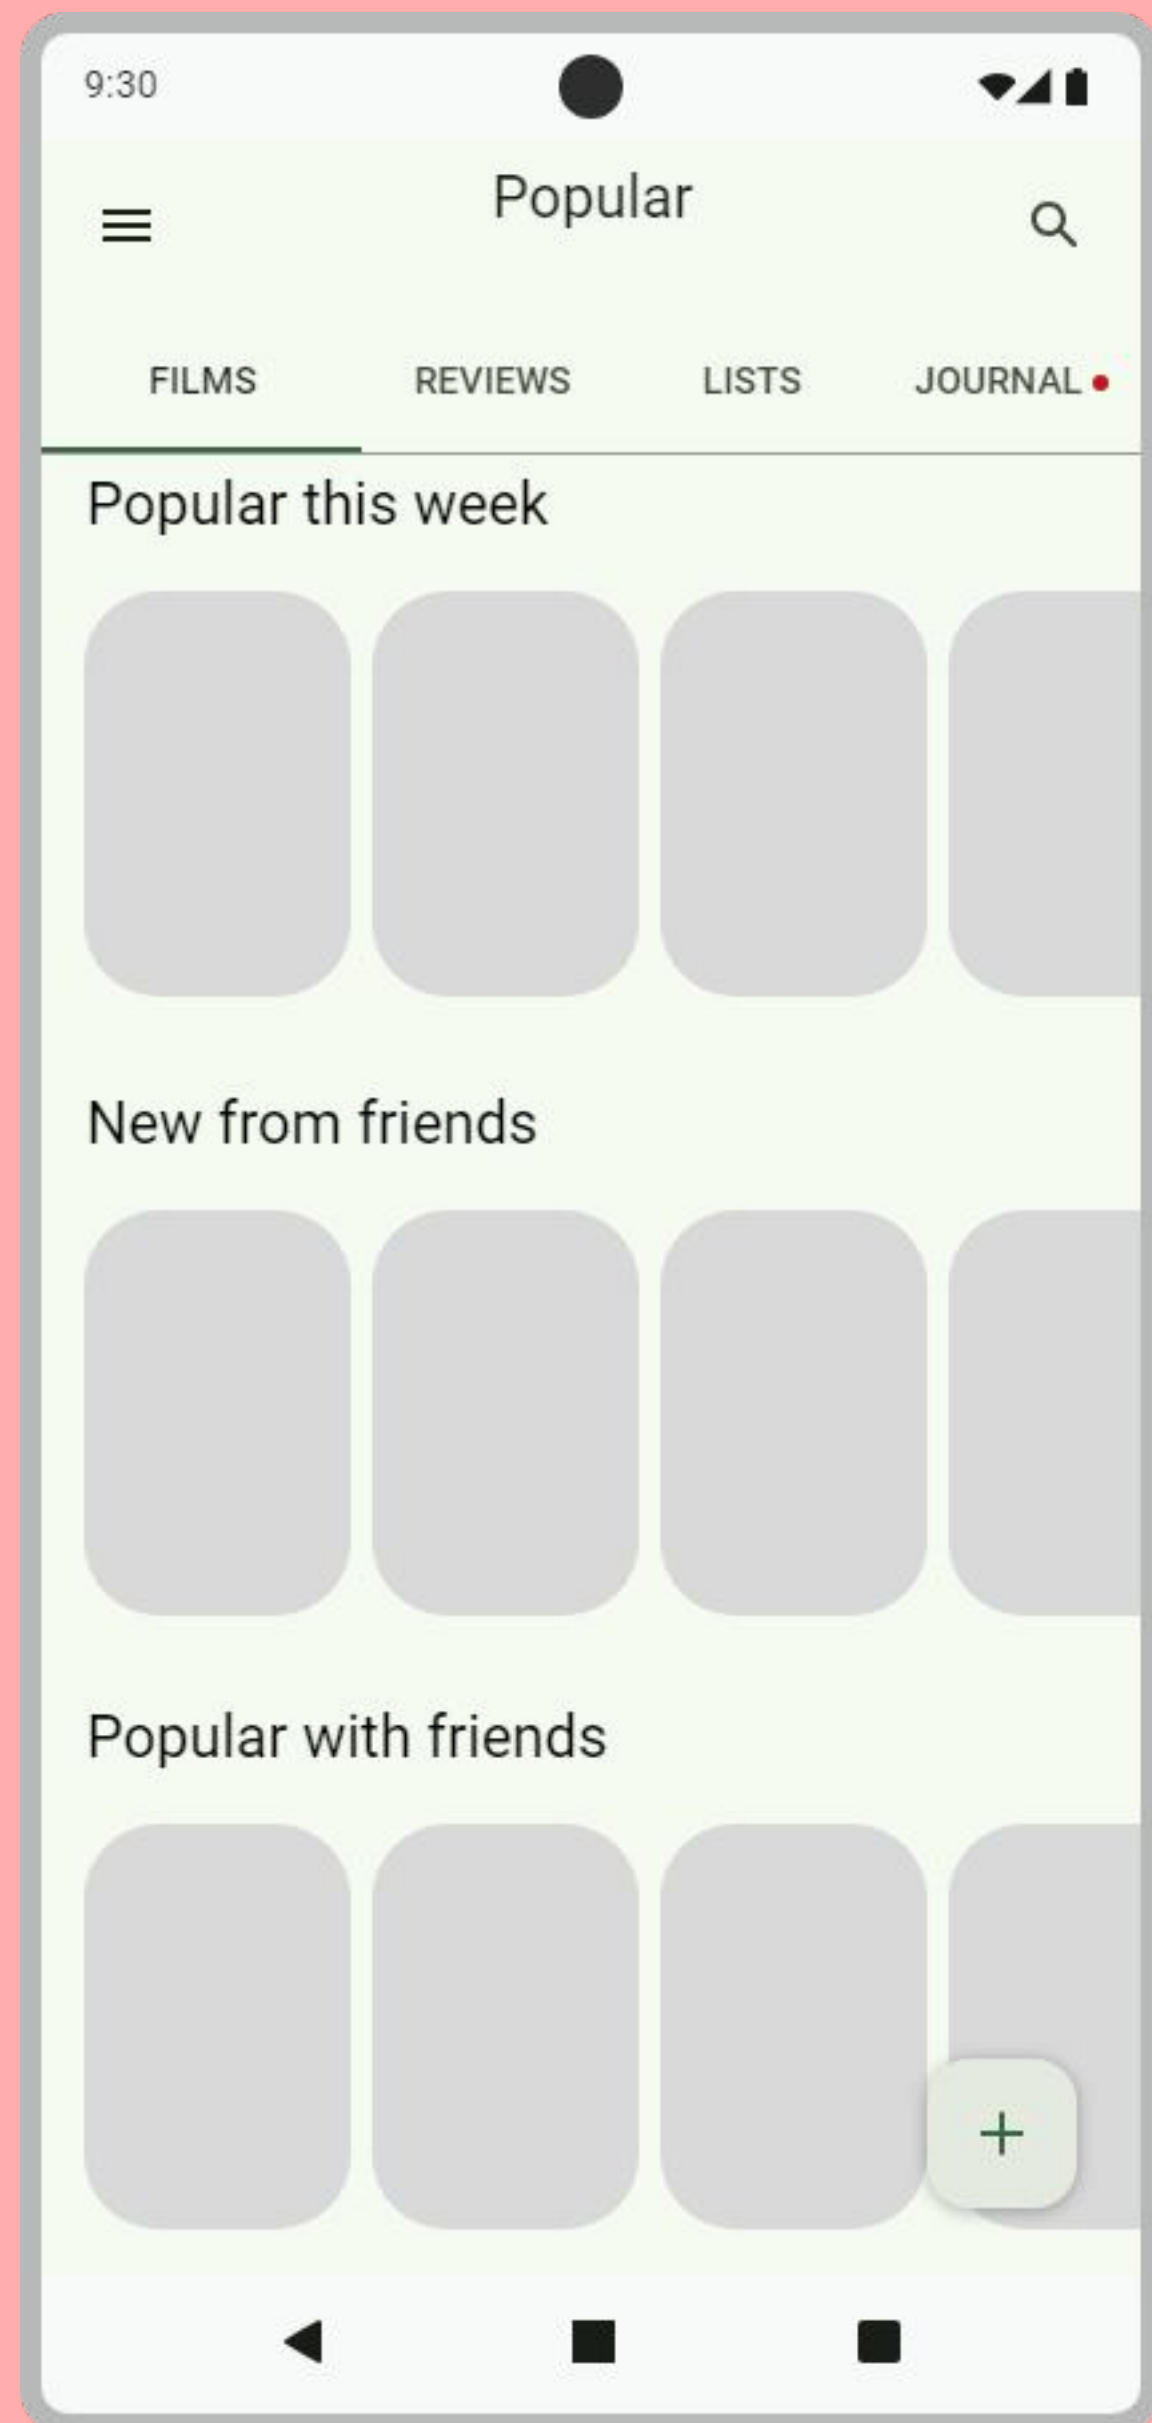 9:30
Popular
FILMS REVIEWS LISTS JOURNAL
Popular this week
New from friends
Popular with friends